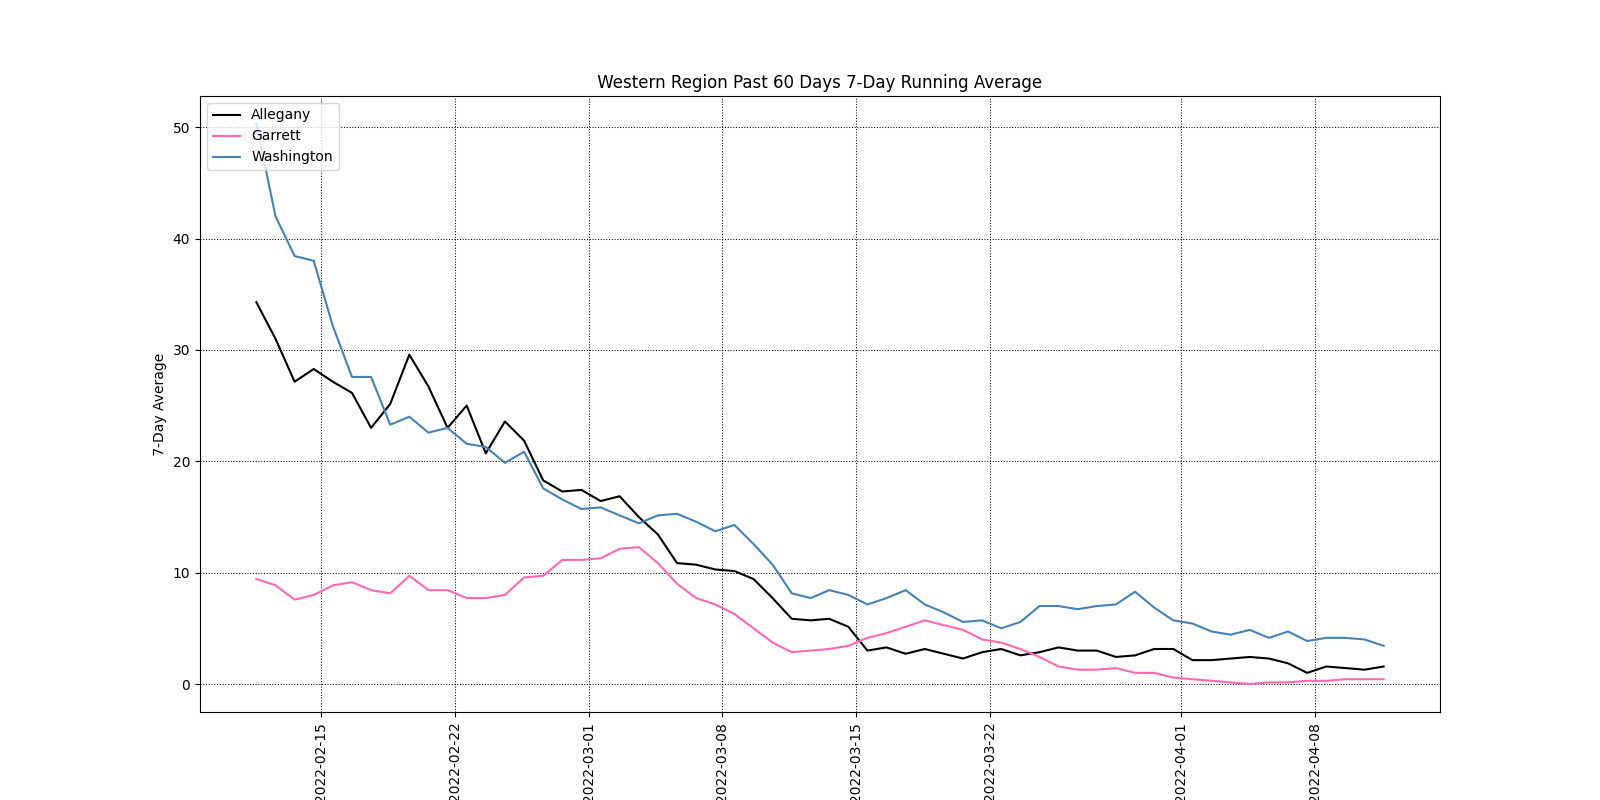 Western Region Past 60 Days 7-Day Running Average
Allegany
Garrett
Washington
7-Day Average
50
40
30
20
10
0
2022-02-15
2022-02-22
2022-03-01
2022-03-08
2022-03-15
2022-03-22
2022-04-01
2022-04-08